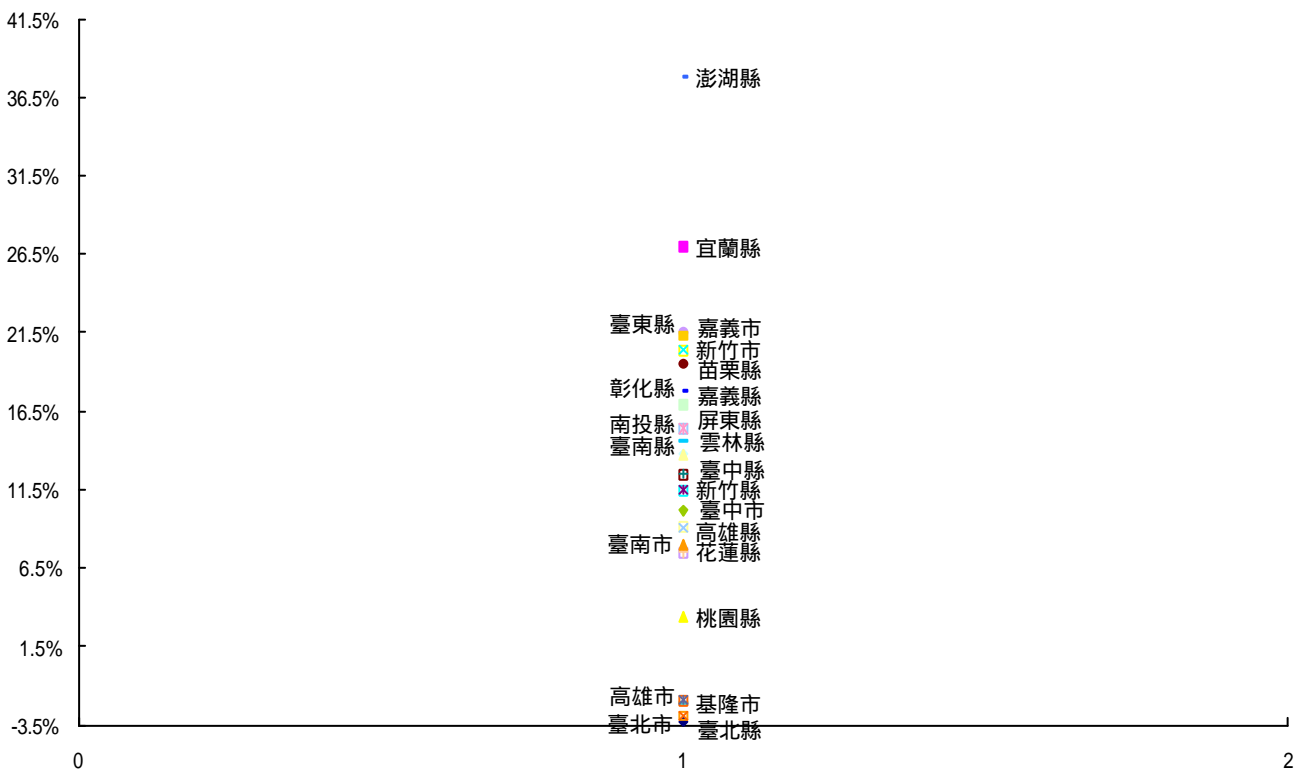 41.5%
澎湖縣
36.5%
31.5%
宜蘭縣
26.5%
臺東縣 嘉義市
21.5%
新竹市
苗栗縣
彰化縣 嘉義縣
16.5%
南投縣 屏東縣
臺南縣 雲林縣
臺中縣
11.5% 新竹縣
臺中市
高雄縣
臺南市 花蓮縣
6.5%
桃園縣
1.5%
高雄市 基隆市
-3.5% 臺北市 臺北縣
0 1 2